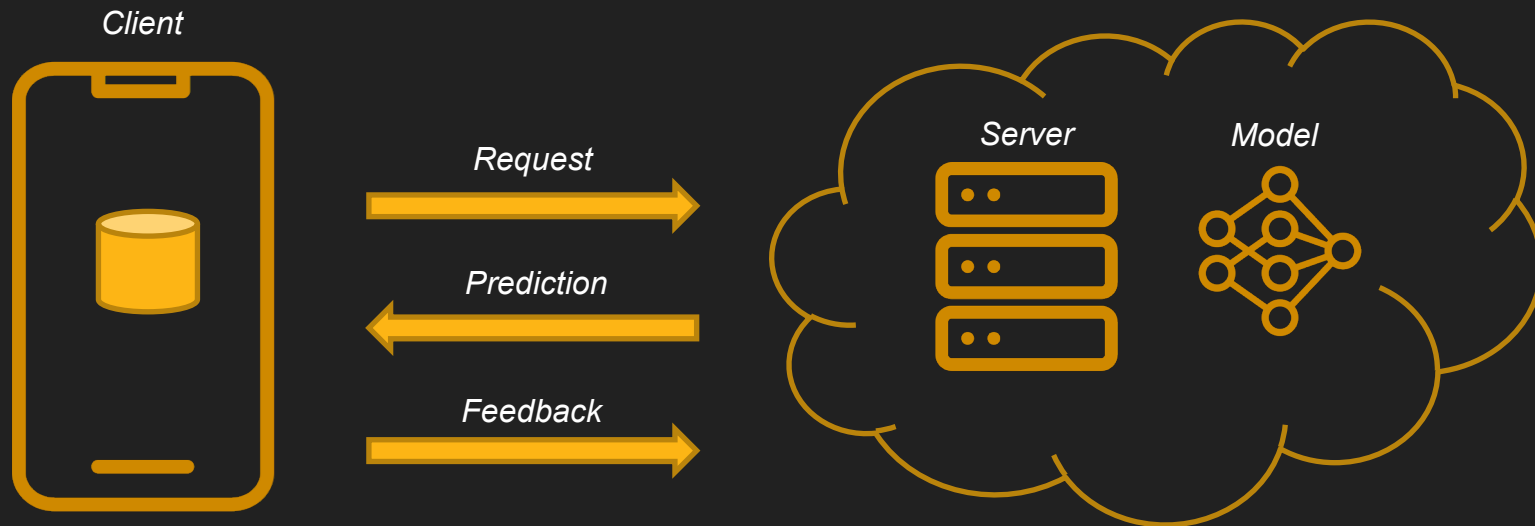 Client
Request
Prediction
Feedback
Server
Model